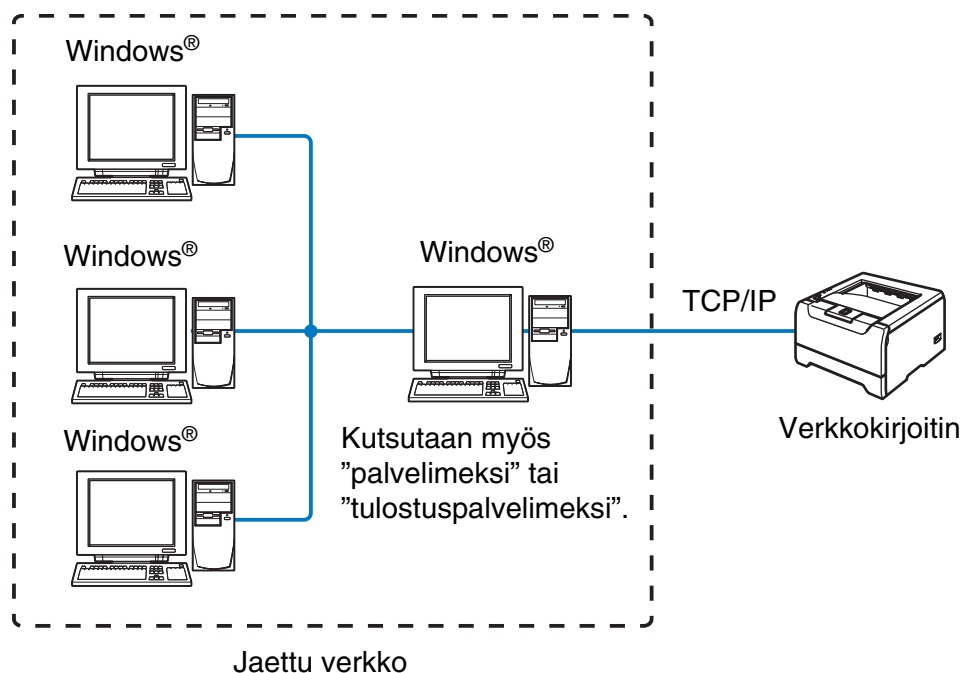 Windows®
Windows®
Windows®
Windows®
Kutsutaan myös
”palvelimeksi” tai
”tulostuspalvelimeksi”.
TCP/IP
Verkkokirjoitin
Jaettu verkko